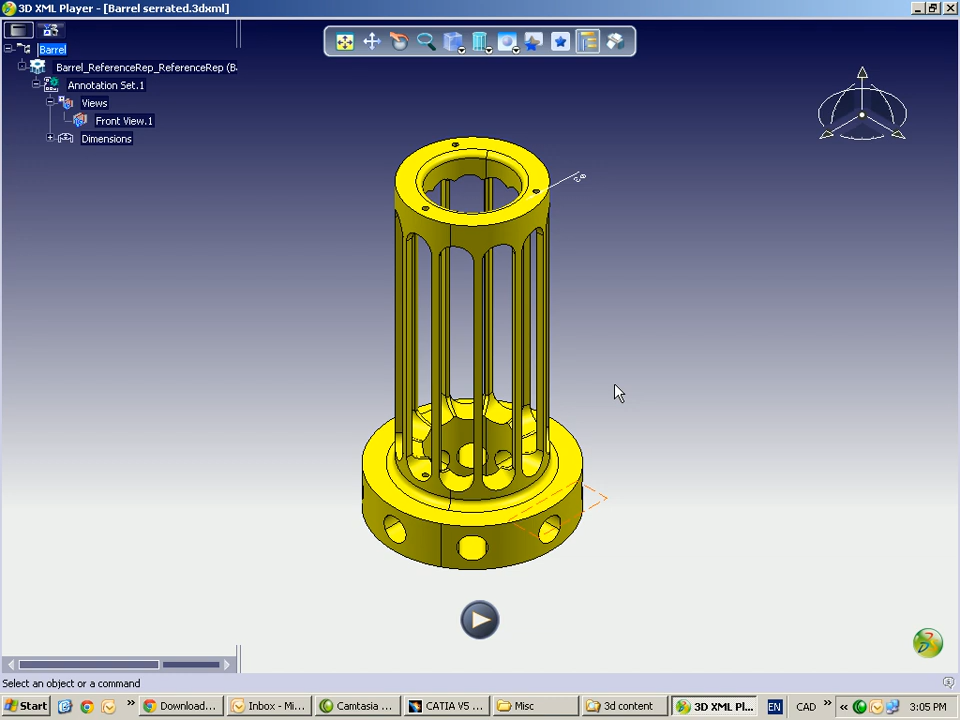 3D XML Player - [Barrel serrated.3dxml]
Barrel
Barrel_ReferenceRep_ReferenceRep (B
Annotation Set.1
Views
Front View.1
Dimensions
Select an object or a command
Start
»
Download...
Inbox - Mi...
Camtasia ...
CATIA V5 ...
Misc
3d content
3D XML Pl...
EN
CAD
»
«
3:05 PM